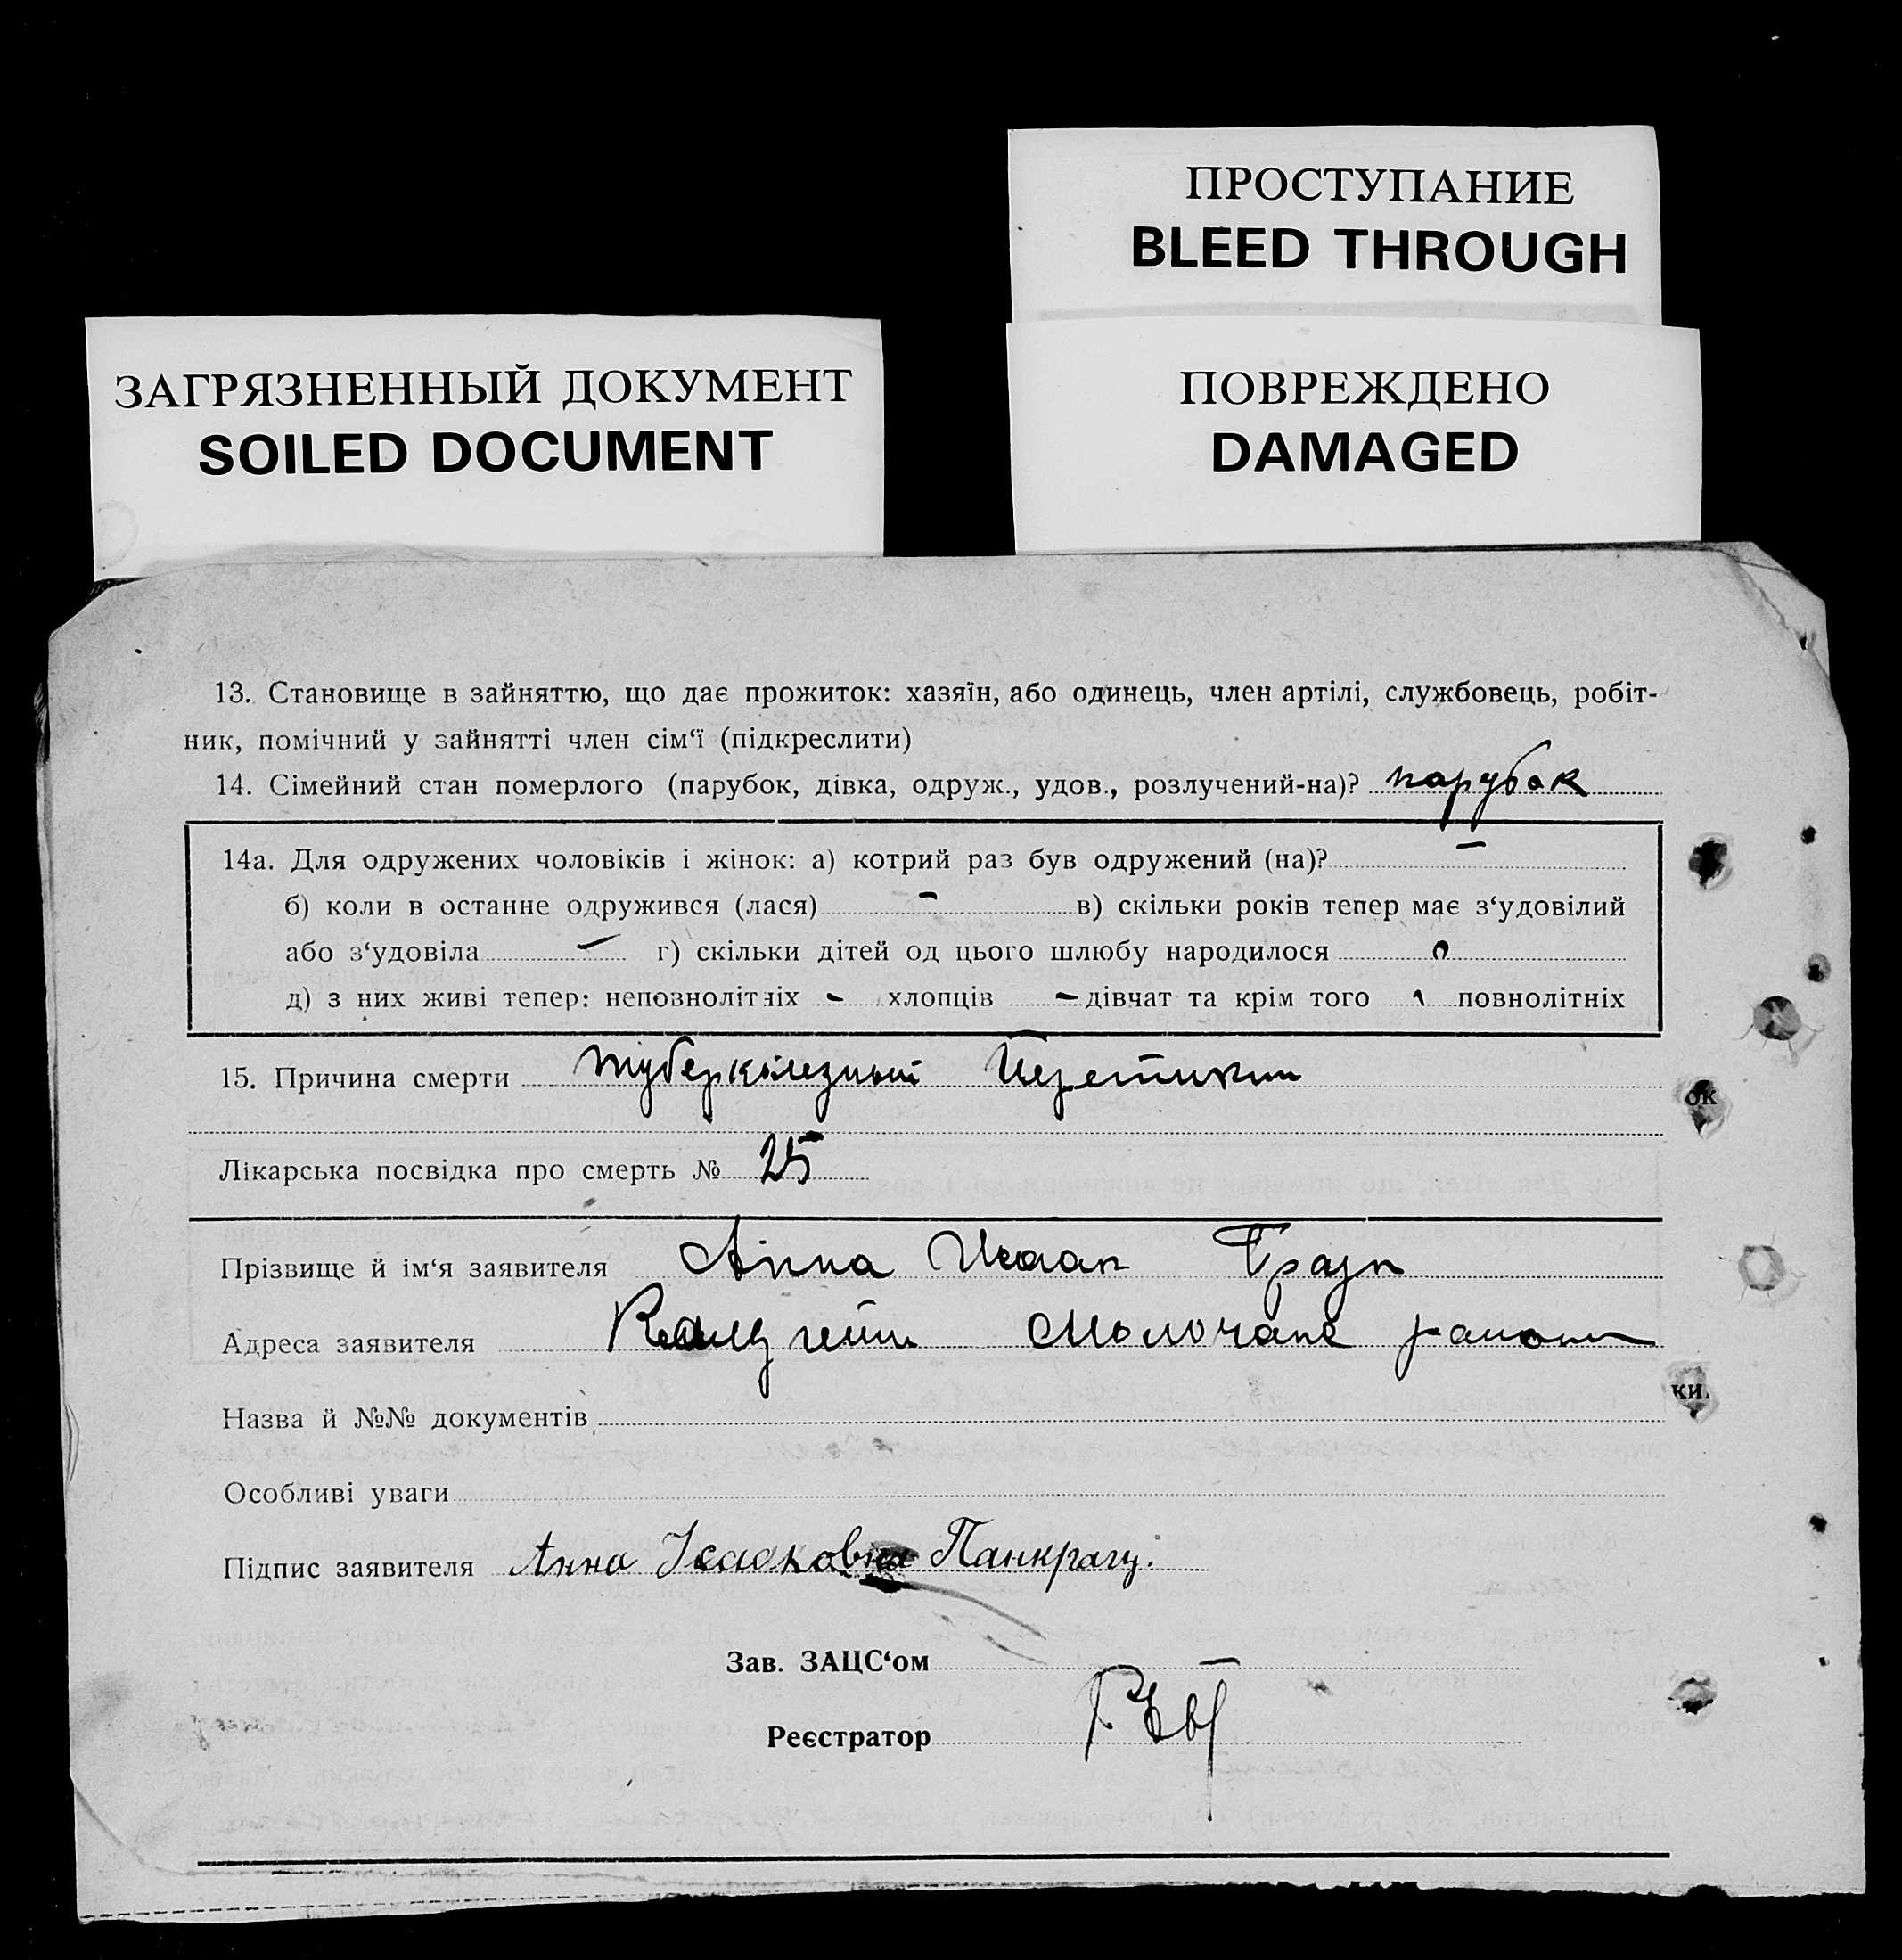 ПРОСТУПАНИЕ
BLEED THROUGH
ЗАГРЯЗНЕННЫЙ ДОКУМЕНТ
SOILED DOCUMENT
ПОВРЕЖДЕНО
DAMAGED
13. Становище в зайняттю, що дає прожиток: хазяїн, або одинець, член артілі, службовець, робіт-
ник, помічний у зайнятті член сім‘ї (підкреслити)
14. Сімейний стан померлого (парубок, дівка, одруж., удов., розлучений-на)? парубок
14а. Для одружених чоловіків і жінок: а) котрий раз був одружений (на)? –
б) коли в останне одружився (лася) – в) скільки років тепер має з‘удовілий
або з‘удовіла – г) скільки дітей од цього шлюбу народилося
д) з них живі тепер: неповнолітніх – хлопців – дівчат та крім того повнолітніх
15. Причина смерти
Лікарська посвідка про смерть № 25
Прізвище й ім‘я заявителя Анна
Адреса заявителя
Назва й №№ документів
Особливі уваги
Підпис заявителя Анна Ісааковна Панкрац.
Зав. ЗАЦС‘ом
Реєстратор
ок
ки.